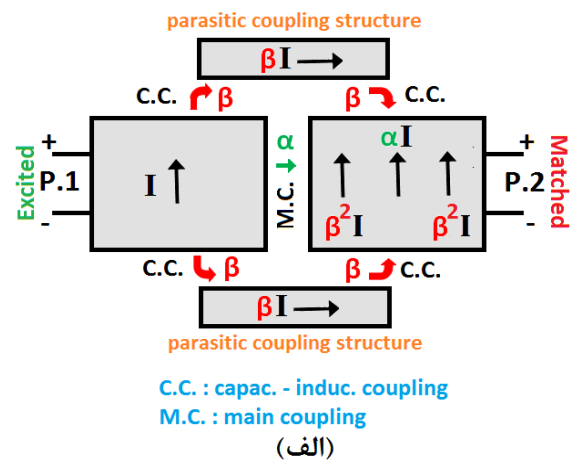 parasitic coupling structure
βI
C.C. β β C.C.
+ α αI +
Excited P.1 I M.C. P.2 Matched
- β²I β²I -
C.C. β β C.C.
βI
parasitic coupling structure
C.C. : capac. - induc. coupling
M.C. : main coupling
(الف)